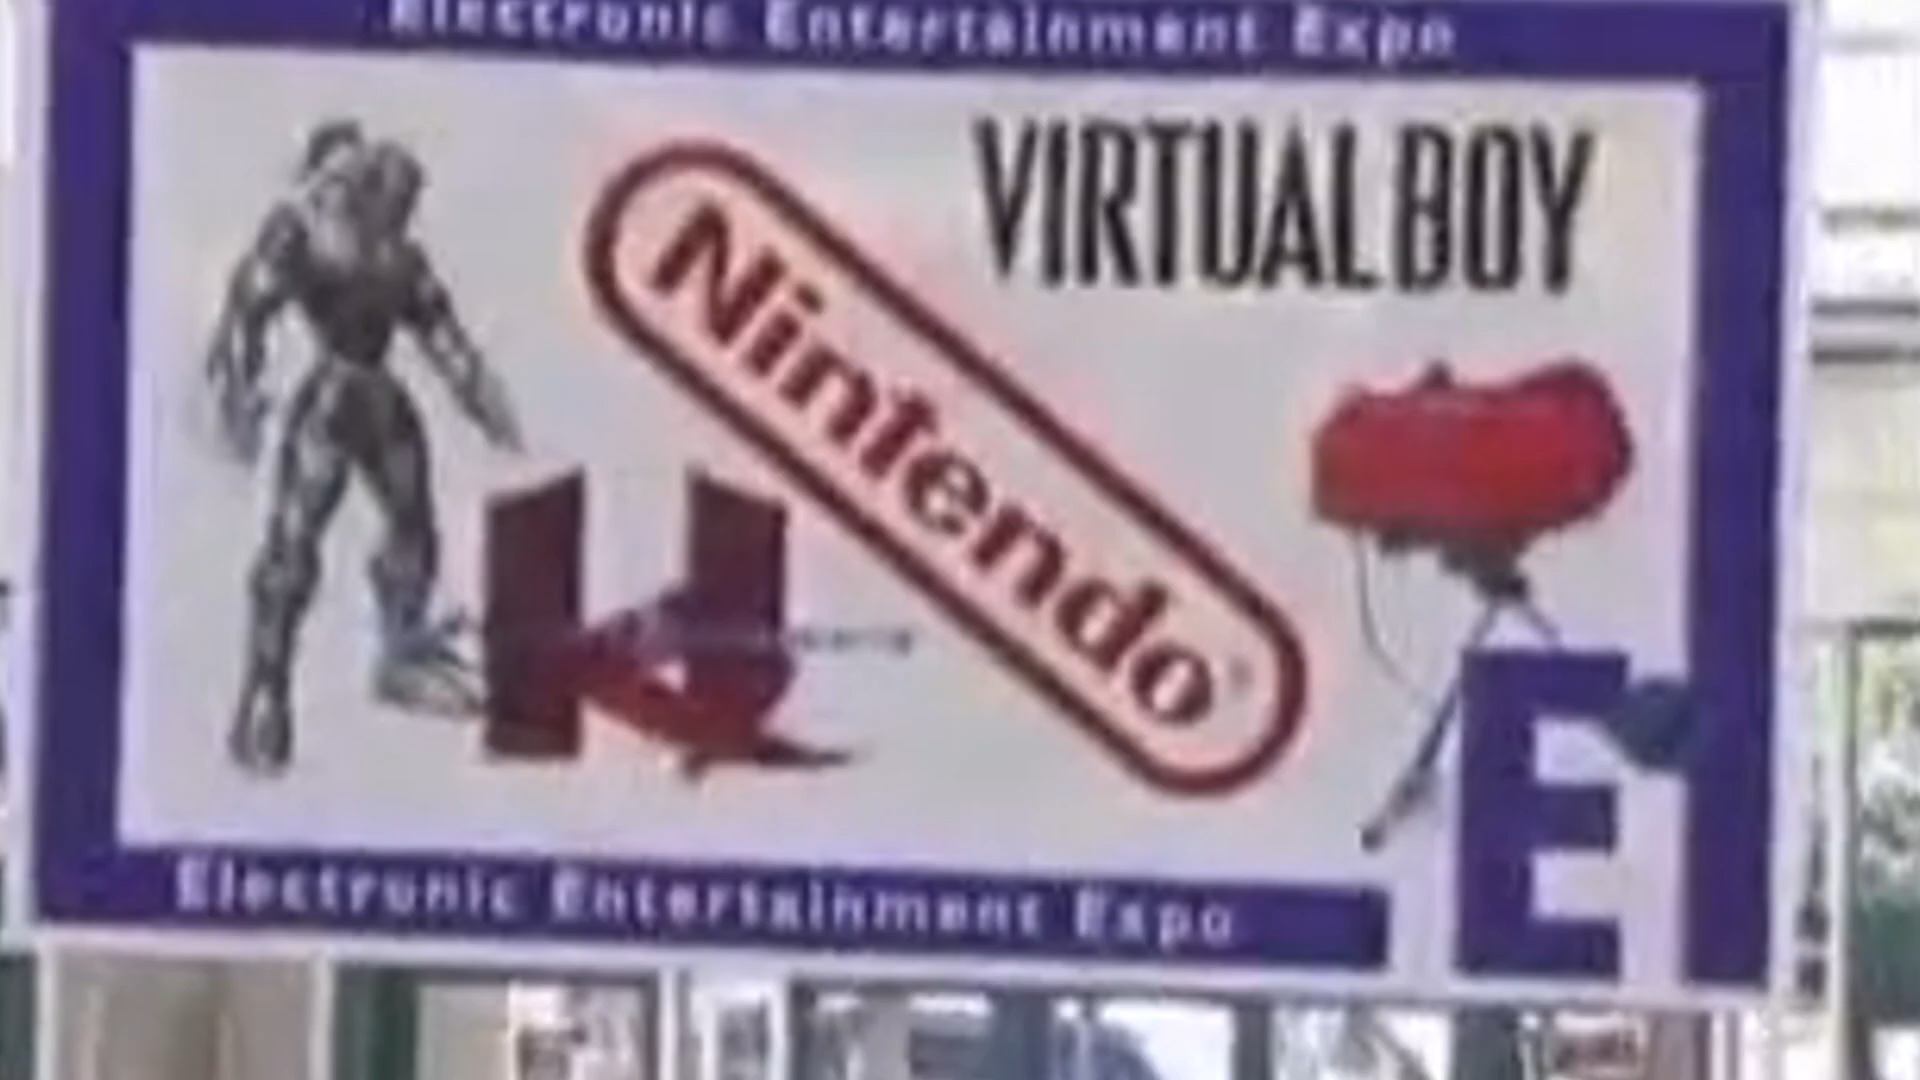 Electronic Entertainment Expo
VIRTUAL BOY
Nintendo
Electronic Entertainment Expo
E